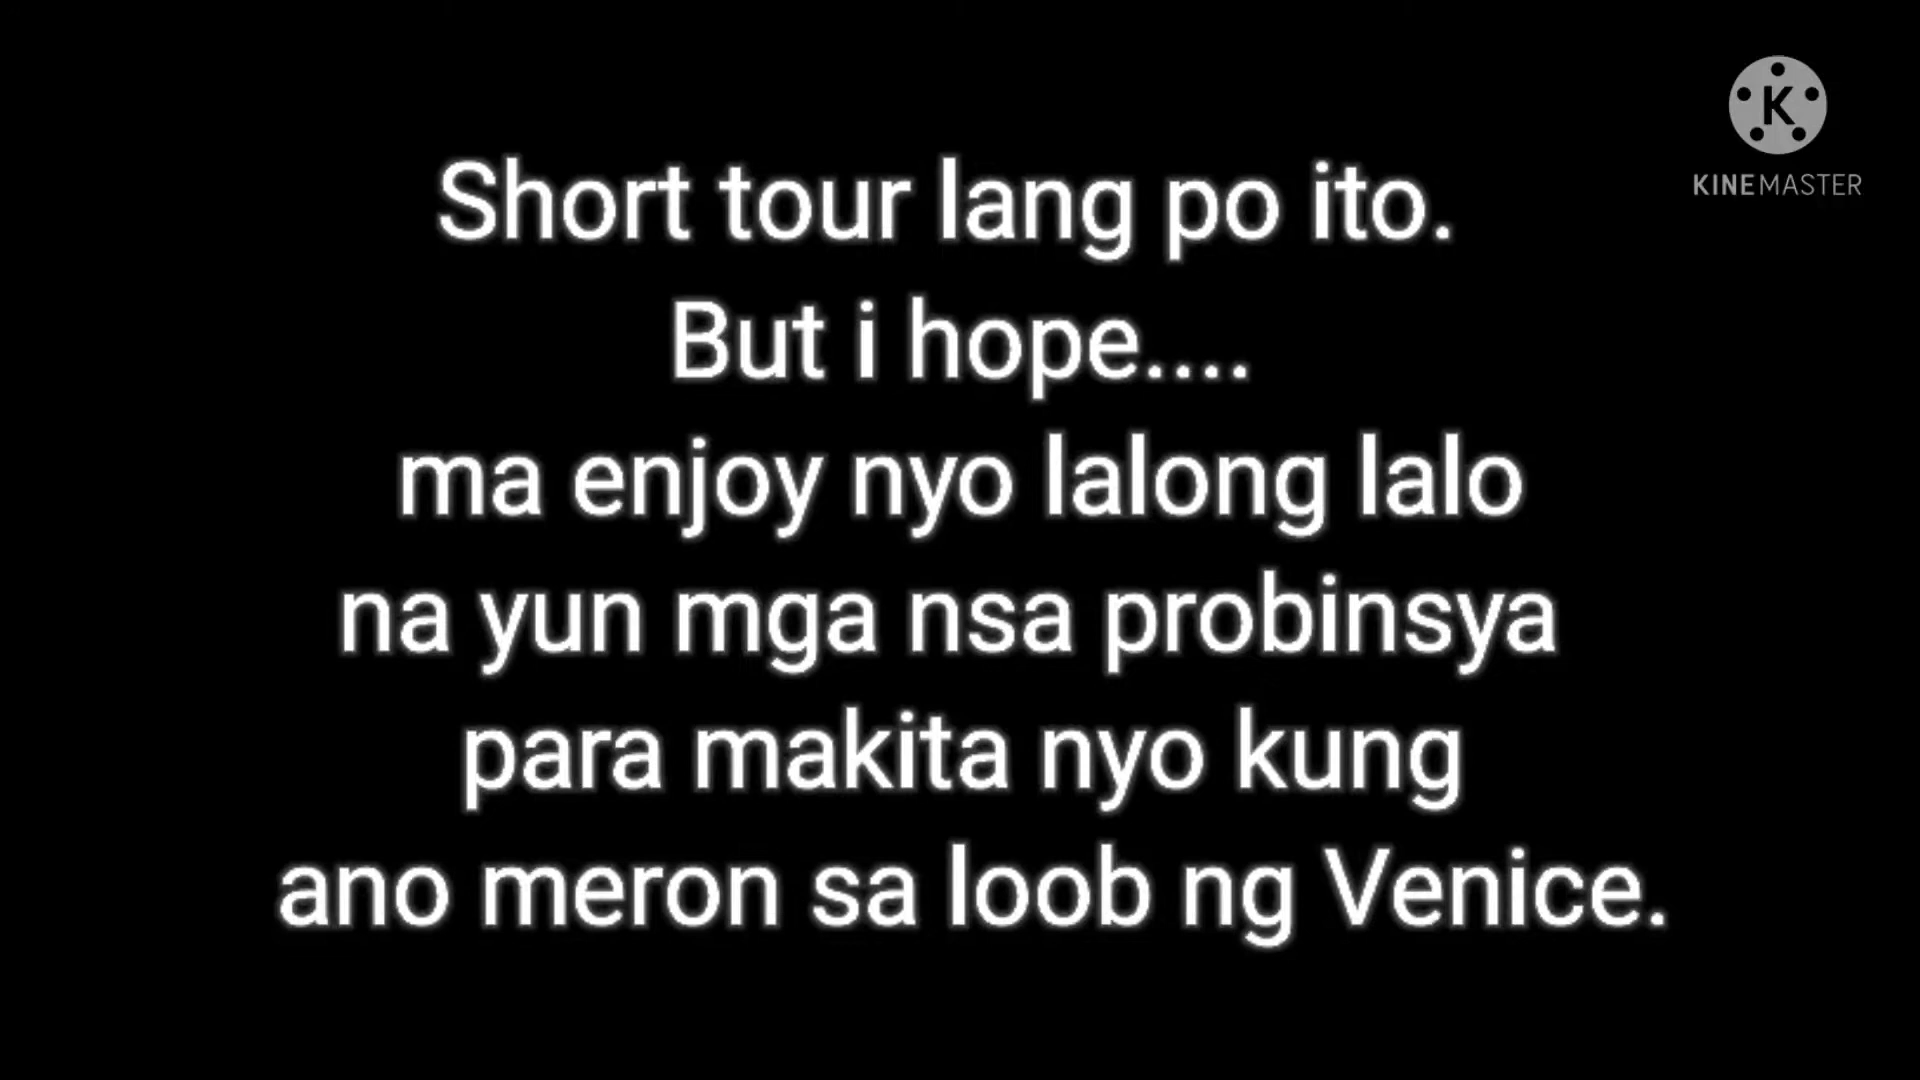 K
KINEMASTER
Short tour lang po ito.
But i hope....
ma enjoy nyo lalong lalo
na yun mga nsa probinsya
para makita nyo kung
ano meron sa loob ng Venice.